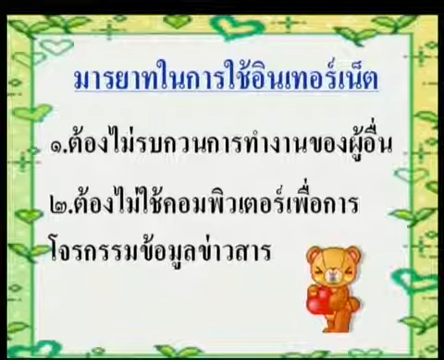 มารยาทในการใช้อินเทอร์เน็ต
๑.ต้องไม่รบกวนการทำงานของผู้อื่น
๒.ต้องไม่ใช้คอมพิวเตอร์เพื่อการ
โจรกรรมข้อมูลข่าวสาร